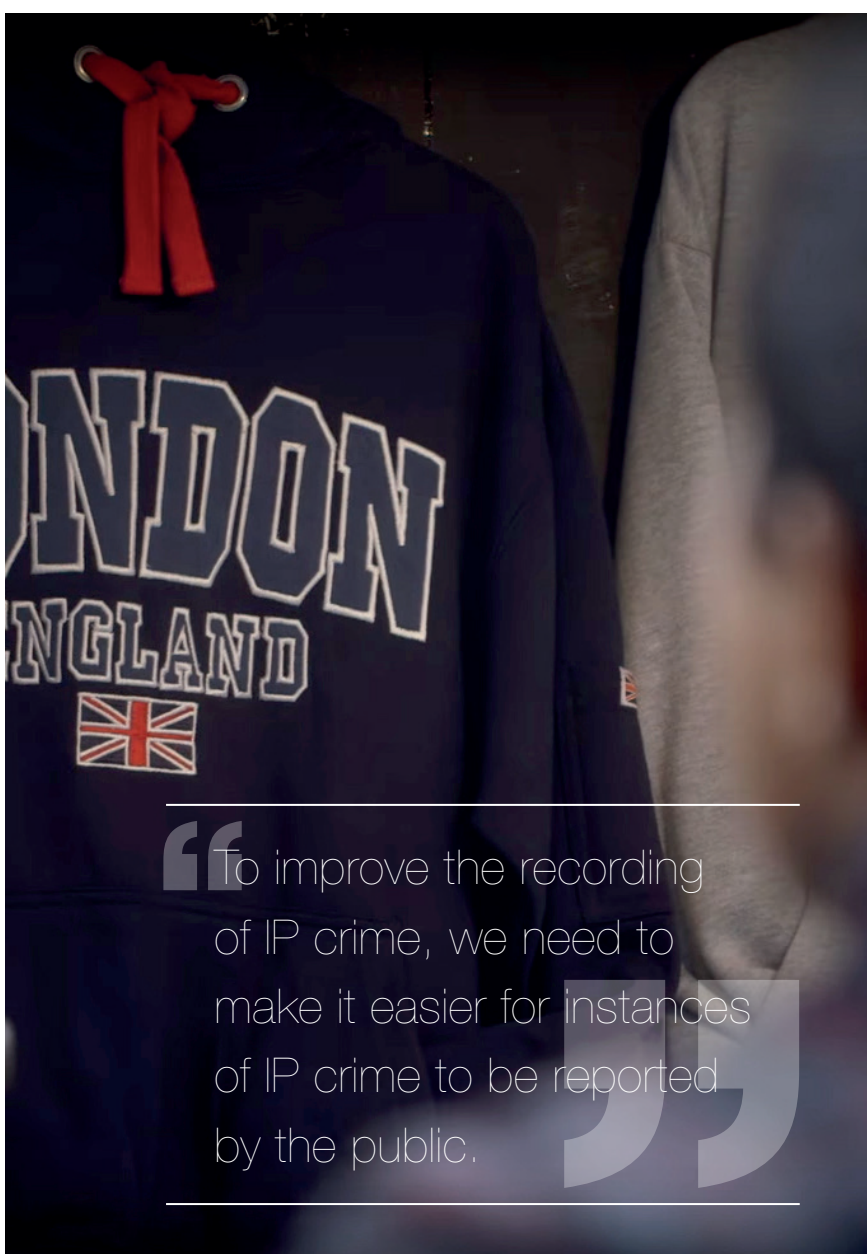 ONDON
NGLAND
“To improve the recording
of IP crime, we need to
make it easier for instances
of IP crime to be reported
by the public.”